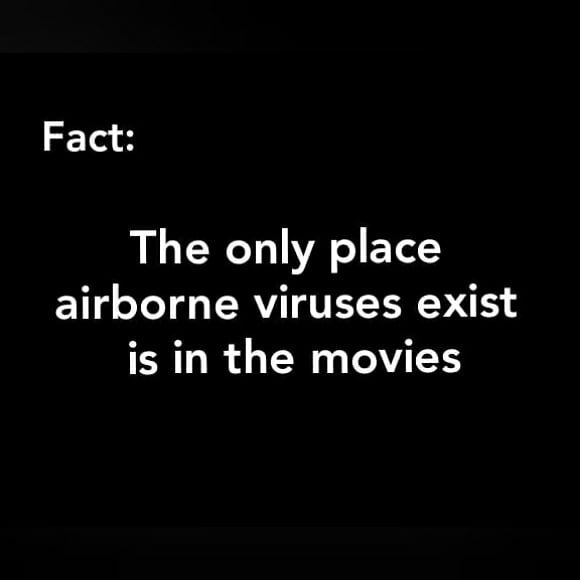 Fact:
The only place
airborne viruses exist
is in the movies